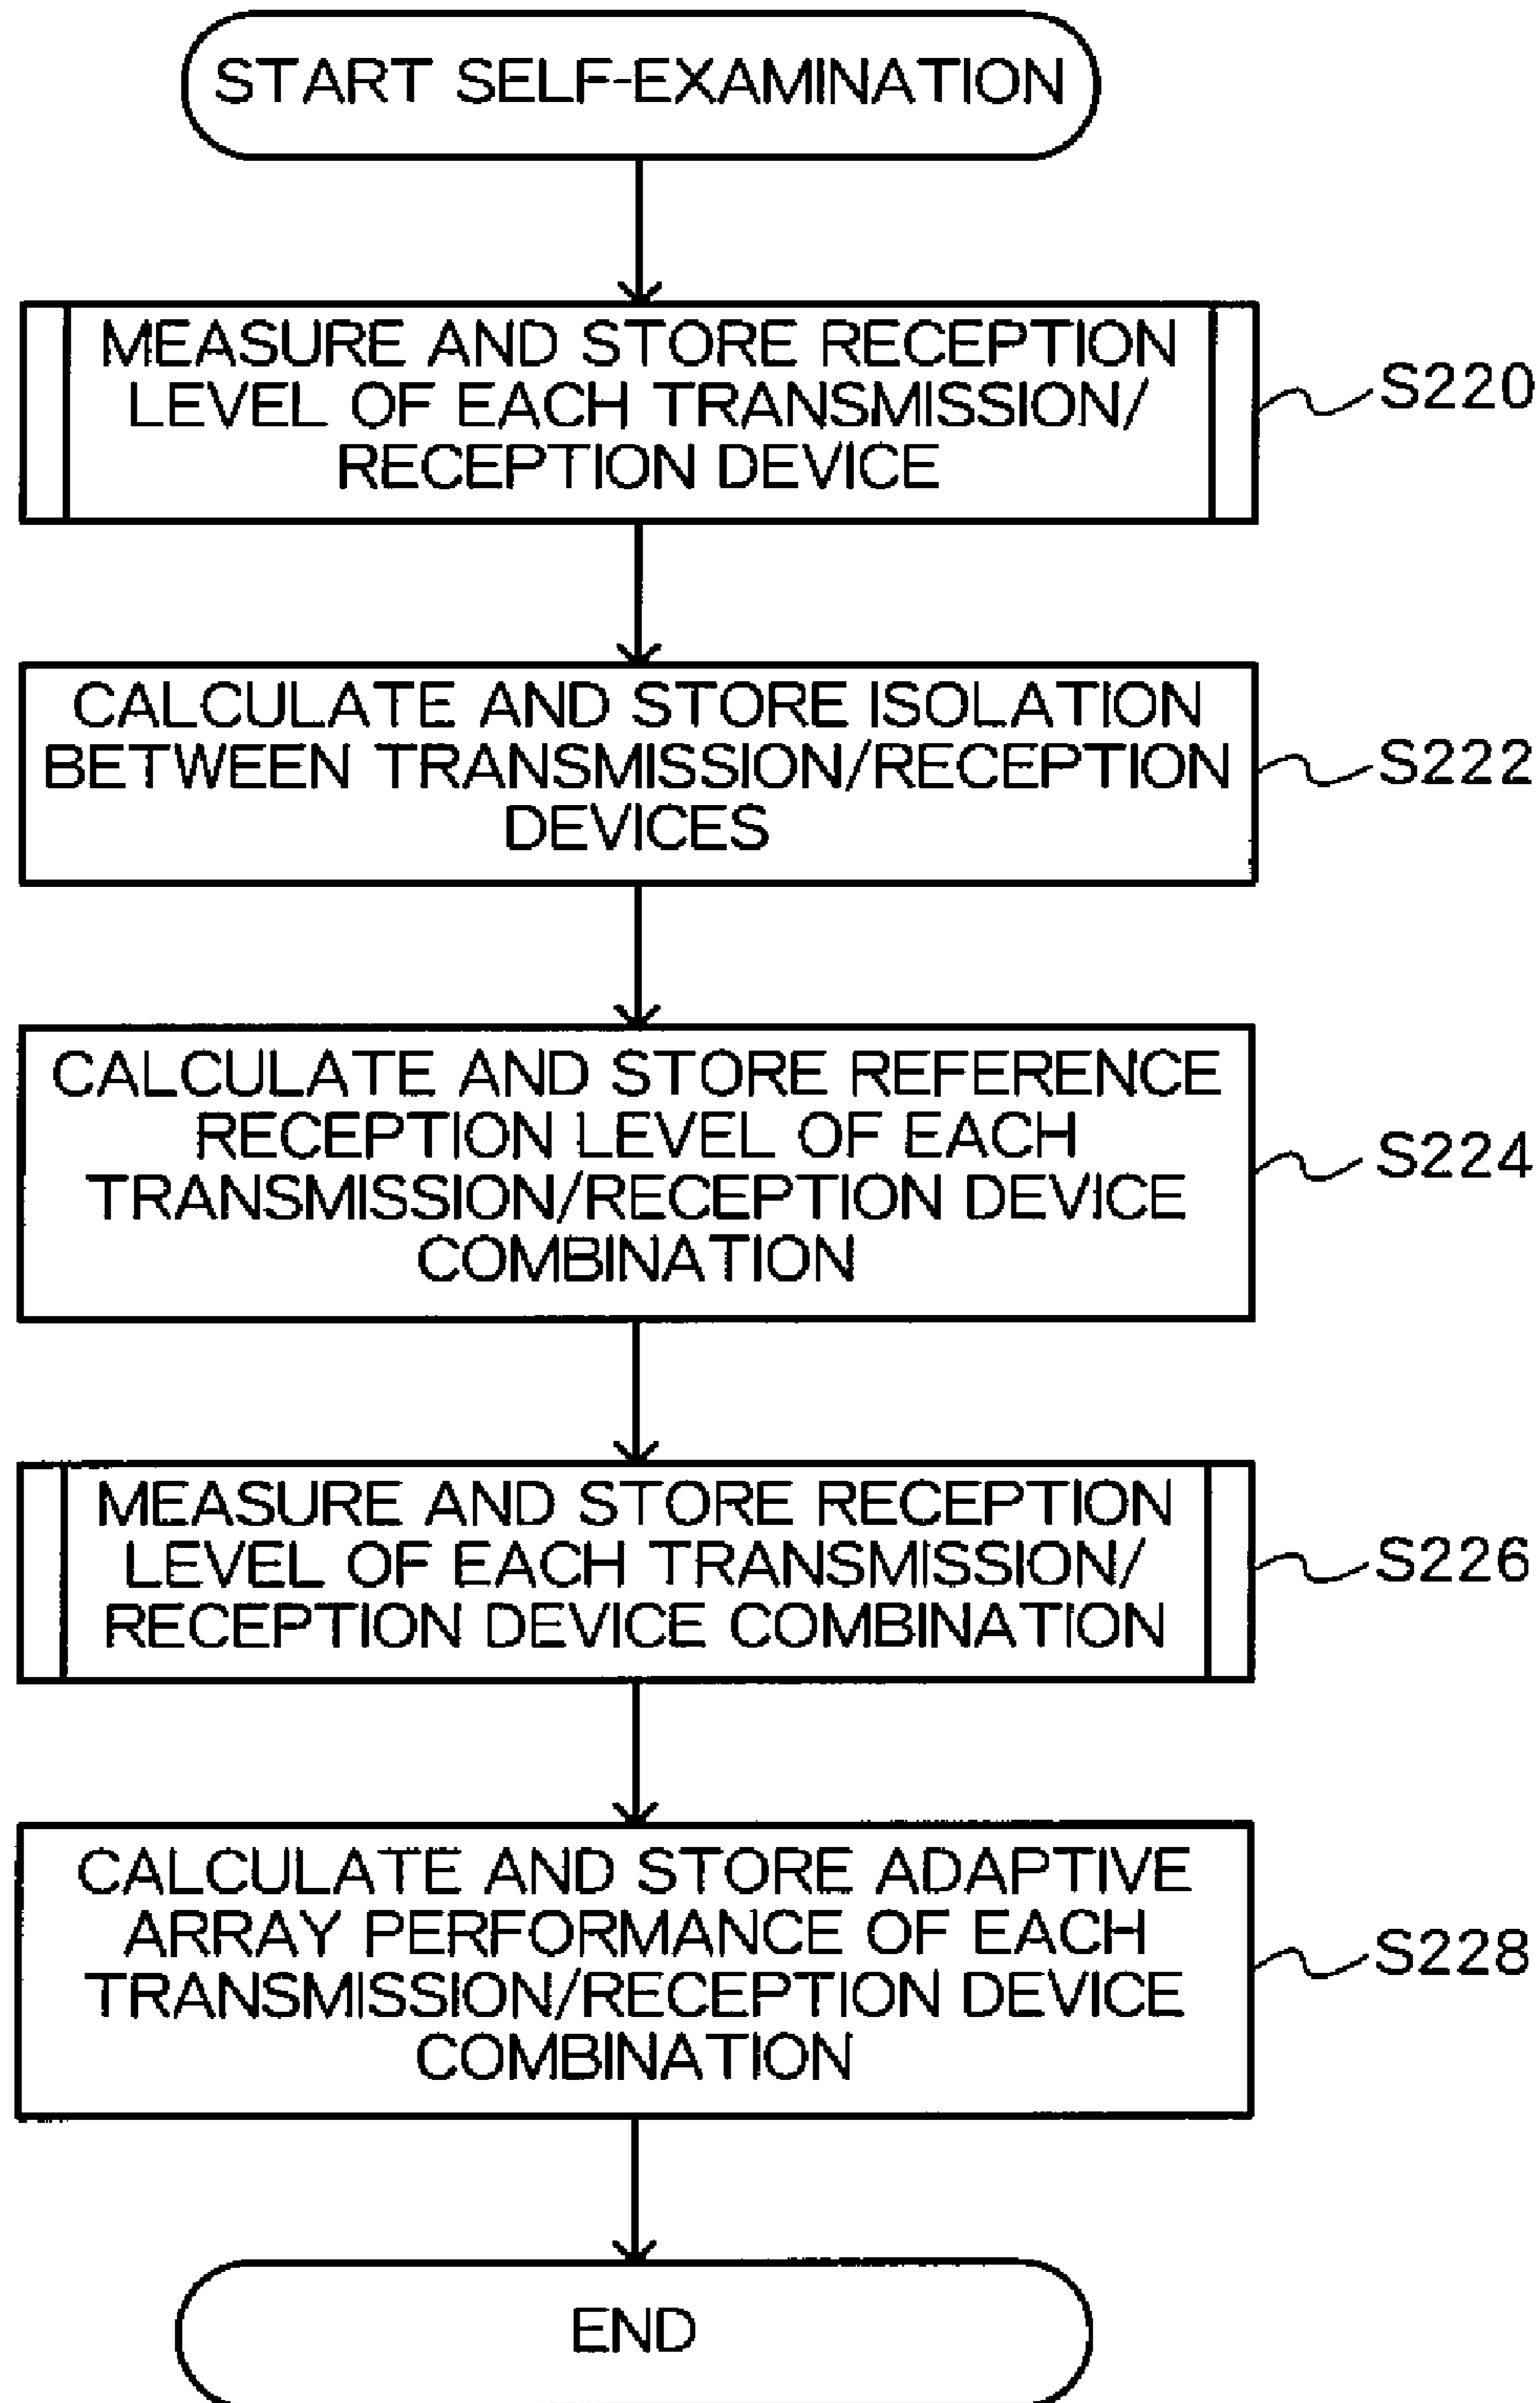 START SELF-EXAMINATION
MEASURE AND STORE RECEPTION
LEVEL OF EACH TRANSMISSION/
RECEPTION DEVICE
S220
CALCULATE AND STORE ISOLATION
BETWEEN TRANSMISSION/RECEPTION
DEVICES
S222
CALCULATE AND STORE REFERENCE
RECEPTION LEVEL OF EACH
TRANSMISSION/RECEPTION DEVICE
COMBINATION
S224
MEASURE AND STORE RECEPTION
LEVEL OF EACH TRANSMISSION/
RECEPTION DEVICE COMBINATION
S226
CALCULATE AND STORE ADAPTIVE
ARRAY PERFORMANCE OF EACH
TRANSMISSION/RECEPTION DEVICE
COMBINATION
S228
END